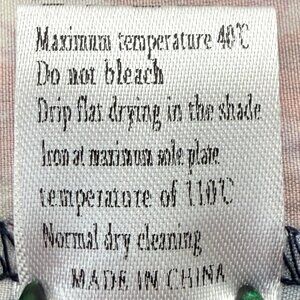 Maximum temperature 40℃
Do not bleach
Drip flat drying in the shade
Iron at maximum sole plate
temperature of 110℃
Normal dry cleaning
MADE IN CHINA